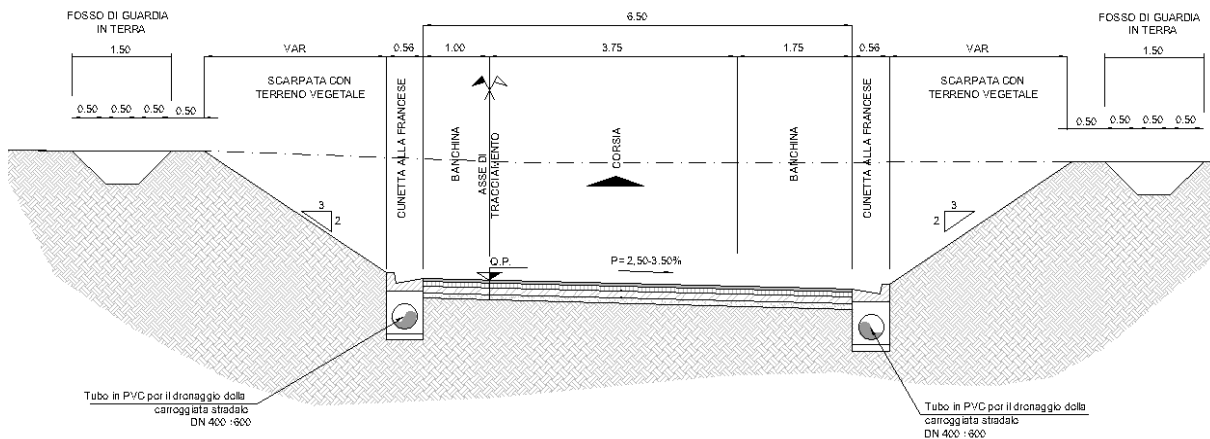 FOSSO DI GUARDIA
IN TERRA
1.50
0.50 0.50 0.50 0.50
VAR
SCARPATA CON
TERRENO VEGETALE
0.56
CUNETTA ALLA FRANCESE
6.50
1.00
3.75
1.75
BANCHINA
ASSE DI
TRACCIAMENTO
CORSIA
BANCHINA
0.56
CUNETTA ALLA FRANCESE
VAR
SCARPATA CON
TERRENO VEGETALE
FOSSO DI GUARDIA
IN TERRA
1.50
0.50 0.50 0.50 0.50
3
2
3
2
Q.P.
P= 2,50-3.50%
Tubo in PVC per il drenaggio della
carreggiata stradale
DN 400 ÷600
Tubo in PVC per il drenaggio della
carreggiata stradale
DN 400 ÷600